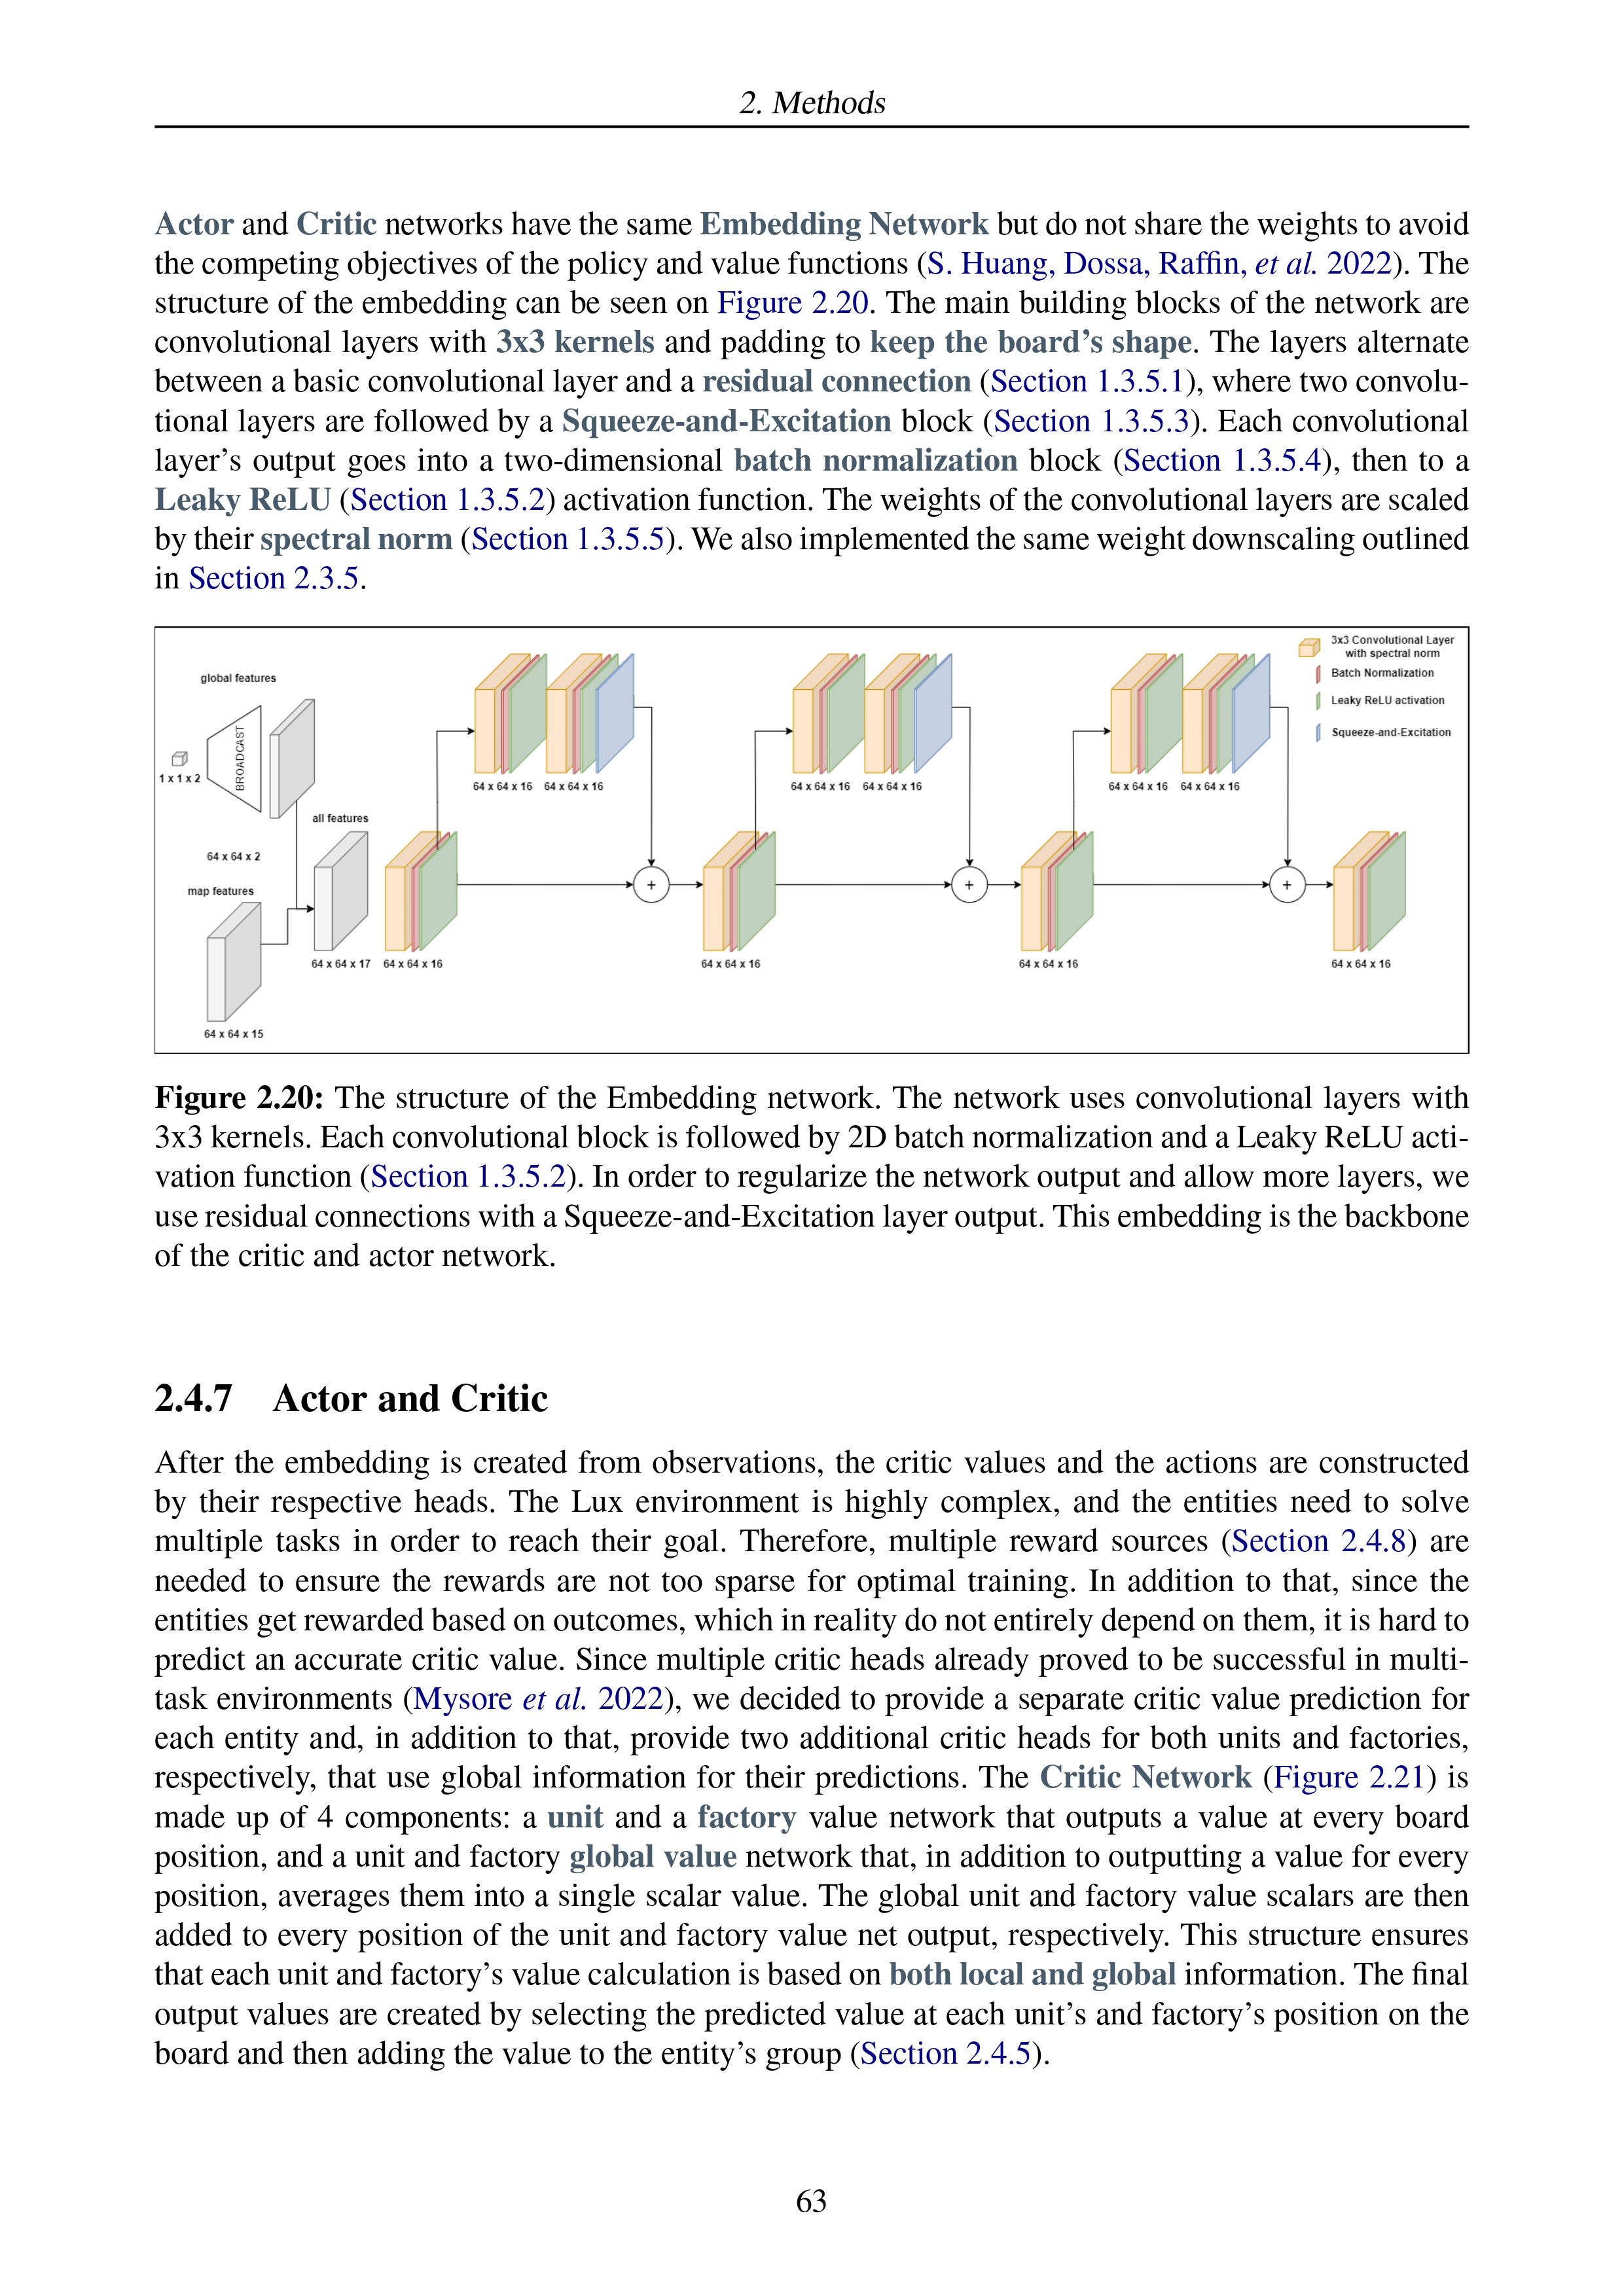 2. Methods
Actor and Critic networks have the same Embedding Network but do not share the weights to avoid
the competing objectives of the policy and value functions (S. Huang, Dossa, Raffin, et al. 2022). The
structure of the embedding can be seen on Figure 2.20. The main building blocks of the network are
convolutional layers with 3x3 kernels and padding to keep the board’s shape. The layers alternate
between a basic convolutional layer and a residual connection (Section 1.3.5.1), where two convolu-
tional layers are followed by a Squeeze-and-Excitation block (Section 1.3.5.3). Each convolutional
layer’s output goes into a two-dimensional batch normalization block (Section 1.3.5.4), then to a
Leaky ReLU (Section 1.3.5.2) activation function. The weights of the convolutional layers are scaled
by their spectral norm (Section 1.3.5.5). We also implemented the same weight downscaling outlined
in Section 2.3.5.
3x3 Convolutional Layer
with spectral norm
Batch Normalization
Leaky ReLU activation
Squeeze-and-Excitation
global features
BROADCAST
1 x 1 x 2
64 x 64 x 16 64 x 64 x 16
64 x 64 x 16 64 x 64 x 16
64 x 64 x 16 64 x 64 x 16
all features
64 x 64 x 2
map features
64 x 64 x 17 64 x 64 x 16
64 x 64 x 16
64 x 64 x 16
64 x 64 x 16
64 x 64 x 15
Figure 2.20: The structure of the Embedding network. The network uses convolutional layers with
3x3 kernels. Each convolutional block is followed by 2D batch normalization and a Leaky ReLU acti-
vation function (Section 1.3.5.2). In order to regularize the network output and allow more layers, we
use residual connections with a Squeeze-and-Excitation layer output. This embedding is the backbone
of the critic and actor network.
2.4.7 Actor and Critic
After the embedding is created from observations, the critic values and the actions are constructed
by their respective heads. The Lux environment is highly complex, and the entities need to solve
multiple tasks in order to reach their goal. Therefore, multiple reward sources (Section 2.4.8) are
needed to ensure the rewards are not too sparse for optimal training. In addition to that, since the
entities get rewarded based on outcomes, which in reality do not entirely depend on them, it is hard to
predict an accurate critic value. Since multiple critic heads already proved to be successful in multi-
task environments (Mysore et al. 2022), we decided to provide a separate critic value prediction for
each entity and, in addition to that, provide two additional critic heads for both units and factories,
respectively, that use global information for their predictions. The Critic Network (Figure 2.21) is
made up of 4 components: a unit and a factory value network that outputs a value at every board
position, and a unit and factory global value network that, in addition to outputting a value for every
position, averages them into a single scalar value. The global unit and factory value scalars are then
added to every position of the unit and factory value net output, respectively. This structure ensures
that each unit and factory’s value calculation is based on both local and global information. The final
output values are created by selecting the predicted value at each unit’s and factory’s position on the
board and then adding the value to the entity’s group (Section 2.4.5).
63